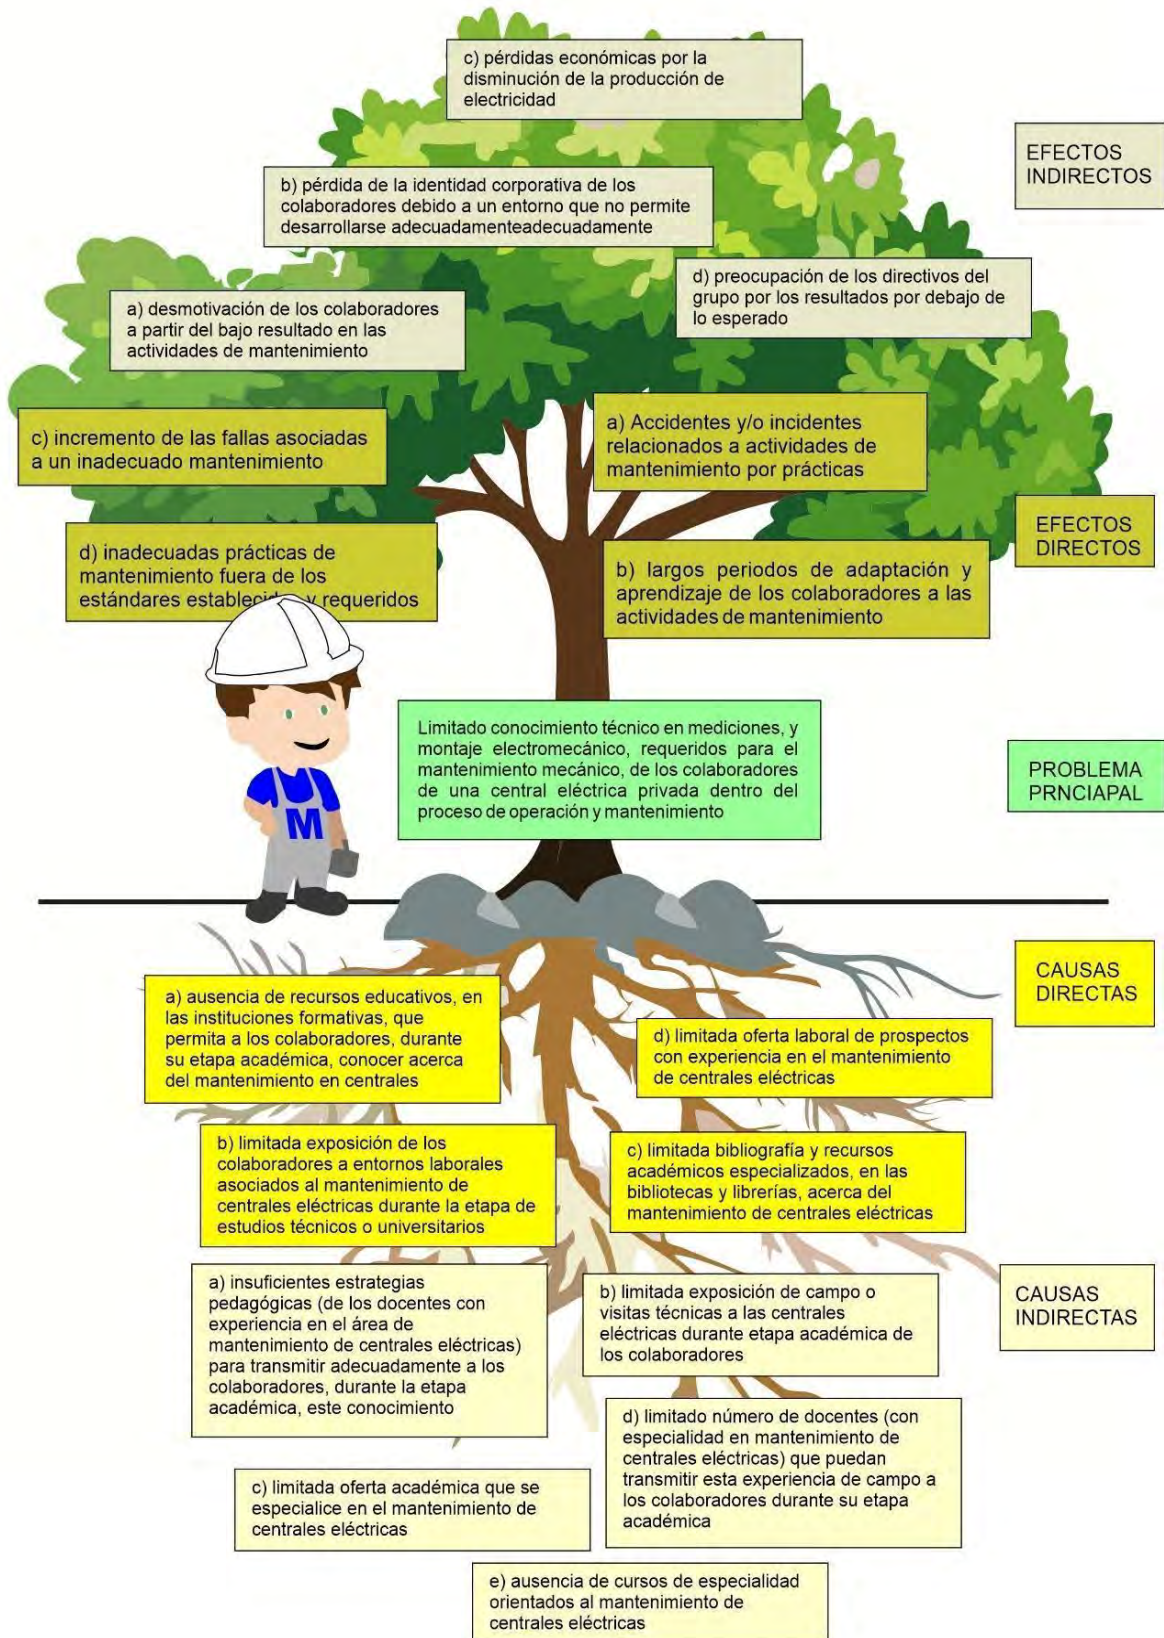 c) pérdidas económicas por la
disminución de la producción de
electricidad
EFECTOS
INDIRECTOS
b) pérdida de la identidad corporativa de los
colaboradores debido a un entorno que no permite
desarrollarse adecuadamenteadecuadamente
d) preocupación de los directivos del
grupo por los resultados por debajo de
lo esperado
a) desmotivación de los colaboradores
a partir del bajo resultado en las
actividades de mantenimiento
a) Accidentes y/o incidentes
relacionados a actividades de
mantenimiento por prácticas
c) incremento de las fallas asociadas
a un inadecuado mantenimiento
EFECTOS
DIRECTOS
d) inadecuadas prácticas de
mantenimiento fuera de los
estándares establecidos y requeridos
b) largos periodos de adaptación y
aprendizaje de los colaboradores a las
actividades de mantenimiento
Limitado conocimiento técnico en mediciones, y
montaje electromecánico, requeridos para el
mantenimiento mecánico, de los colaboradores
de una central eléctrica privada dentro del
proceso de operación y mantenimiento
PROBLEMA
PRNCIAPAL
M
CAUSAS
DIRECTAS
a) ausencia de recursos educativos, en
las instituciones formativas, que
permita a los colaboradores, durante
su etapa académica, conocer acerca
del mantenimiento en centrales
d) limitada oferta laboral de prospectos
con experiencia en el mantenimiento
de centrales eléctricas
b) limitada exposición de los
colaboradores a entornos laborales
asociados al mantenimiento de
centrales eléctricas durante la etapa de
estudios técnicos o universitarios
c) limitada bibliografía y recursos
académicos especializados, en las
bibliotecas y librerías, acerca del
mantenimiento de centrales eléctricas
a) insuficientes estrategias
pedagógicas (de los docentes con
experiencia en el área de
mantenimiento de centrales eléctricas)
para transmitir adecuadamente a los
colaboradores, durante la etapa
académica, este conocimiento
b) limitada exposición de campo o
visitas técnicas a las centrales
eléctricas durante etapa académica de
los colaboradores
CAUSAS
INDIRECTAS
d) limitado número de docentes (con
especialidad en mantenimiento de
centrales eléctricas) que puedan
transmitir esta experiencia de campo a
los colaboradores durante su etapa
académica
c) limitada oferta académica que se
especialice en el mantenimiento de
centrales eléctricas
e) ausencia de cursos de especialidad
orientados al mantenimiento de
centrales eléctricas